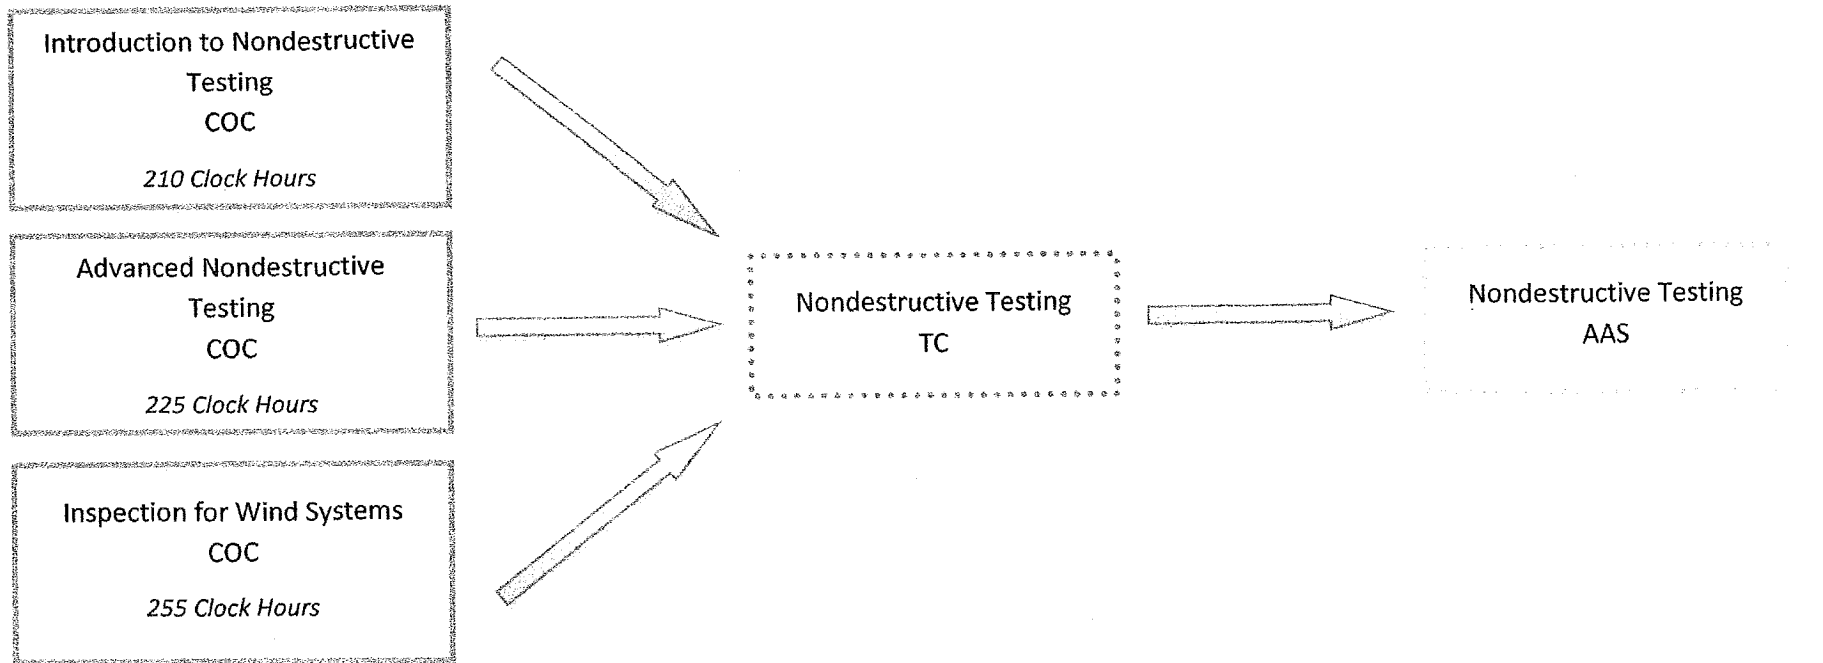 Introduction to Nondestructive
Testing
COC
210 Clock Hours
Advanced Nondestructive
Testing
COC
225 Clock Hours
Inspection for Wind Systems
COC
255 Clock Hours
Nondestructive Testing
TC
Nondestructive Testing
AAS